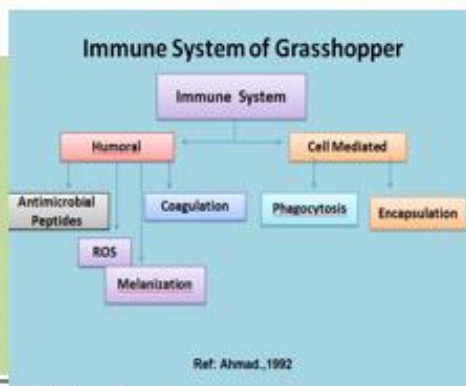 Immune System of Grasshopper
Immune System
Humoral
Cell Mediated
Antimicrobial
Peptides
Coagulation
Phagocytosis
Encapsulation
ROS
Melanization
Ref: Ahmad.,1992